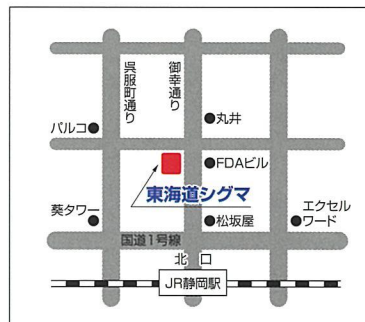 呉服町通り
御幸通り
パルコ
丸井
FDAビル
東海道シグマ
葵タワー
松坂屋
エクセル
ワード
国道1号線
北口
JR静岡駅